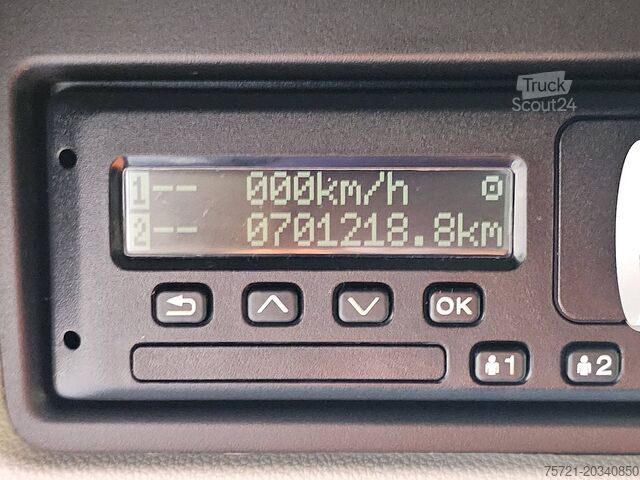 Truck
Scout24
1-- 000km/h
2-- 0701218.8km
OK
1 2
75721-20340850